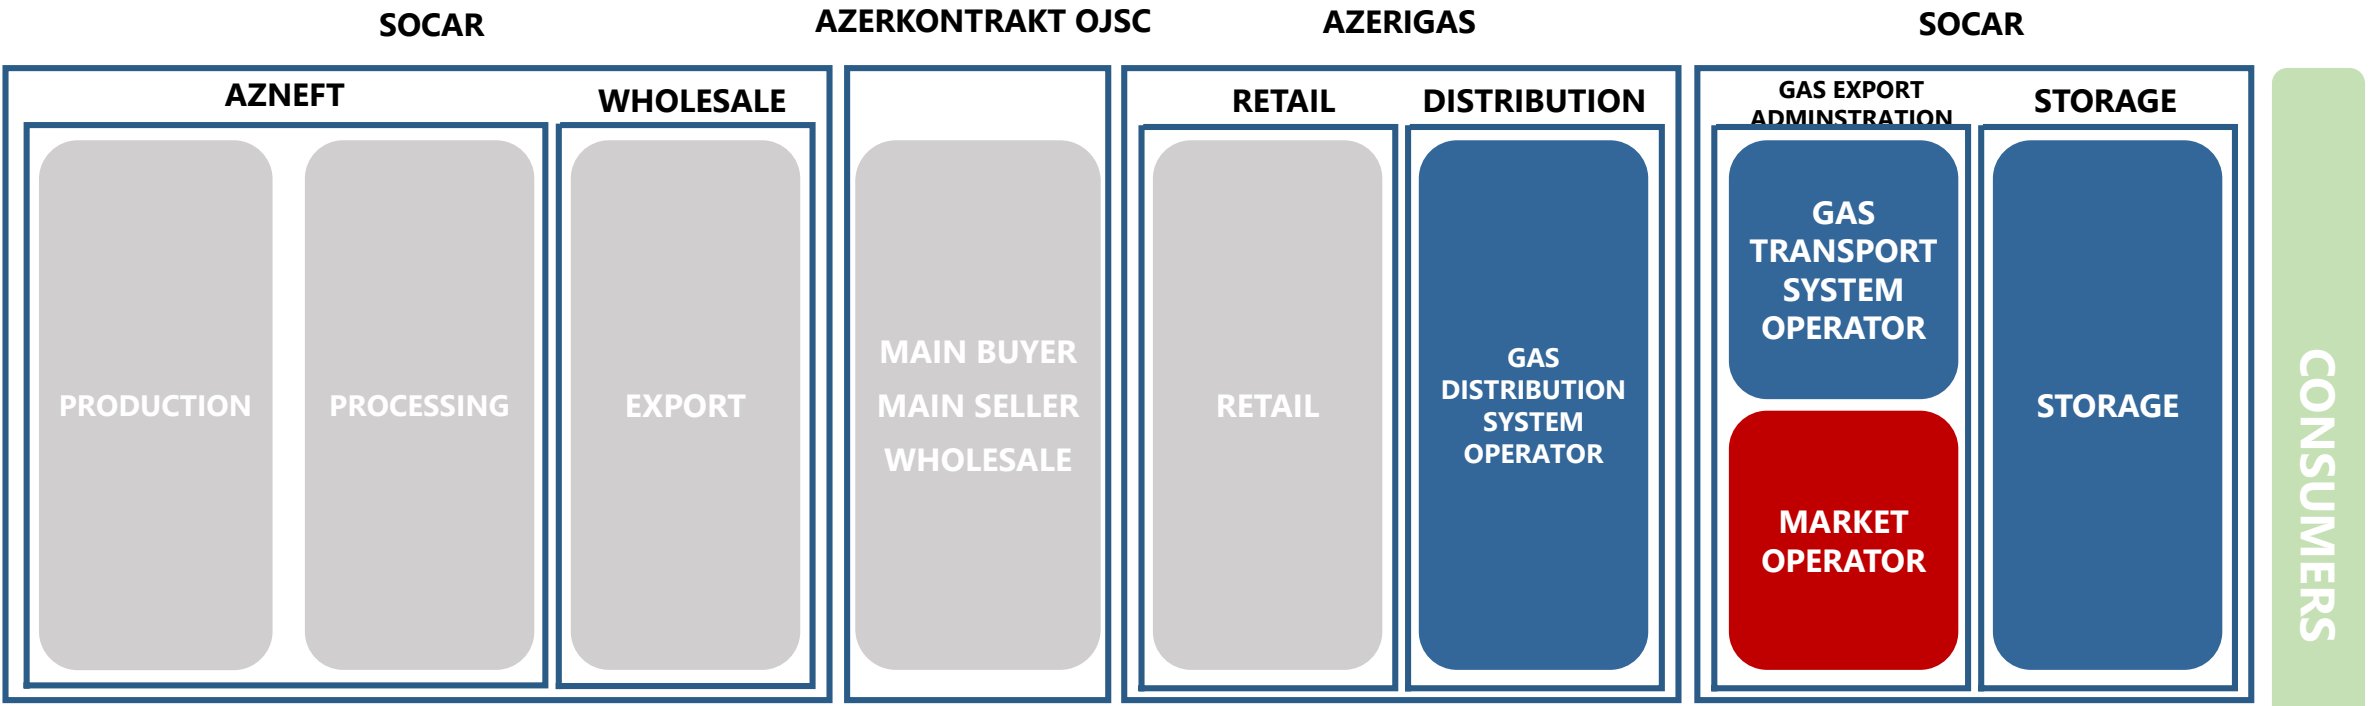 SOCAR
AZERKONTRAKT OJSC
AZERIGAS
SOCAR
AZNEFT
WHOLESALE
RETAIL
DISTRIBUTION
GAS EXPORT
ADMINSTRATION
STORAGE
PRODUCTION
PROCESSING
EXPORT
MAIN BUYER
MAIN SELLER
WHOLESALE
RETAIL
GAS
DISTRIBUTION
SYSTEM
OPERATOR
GAS
TRANSPORT
SYSTEM
OPERATOR
MARKET
OPERATOR
STORAGE
CONSUMERS